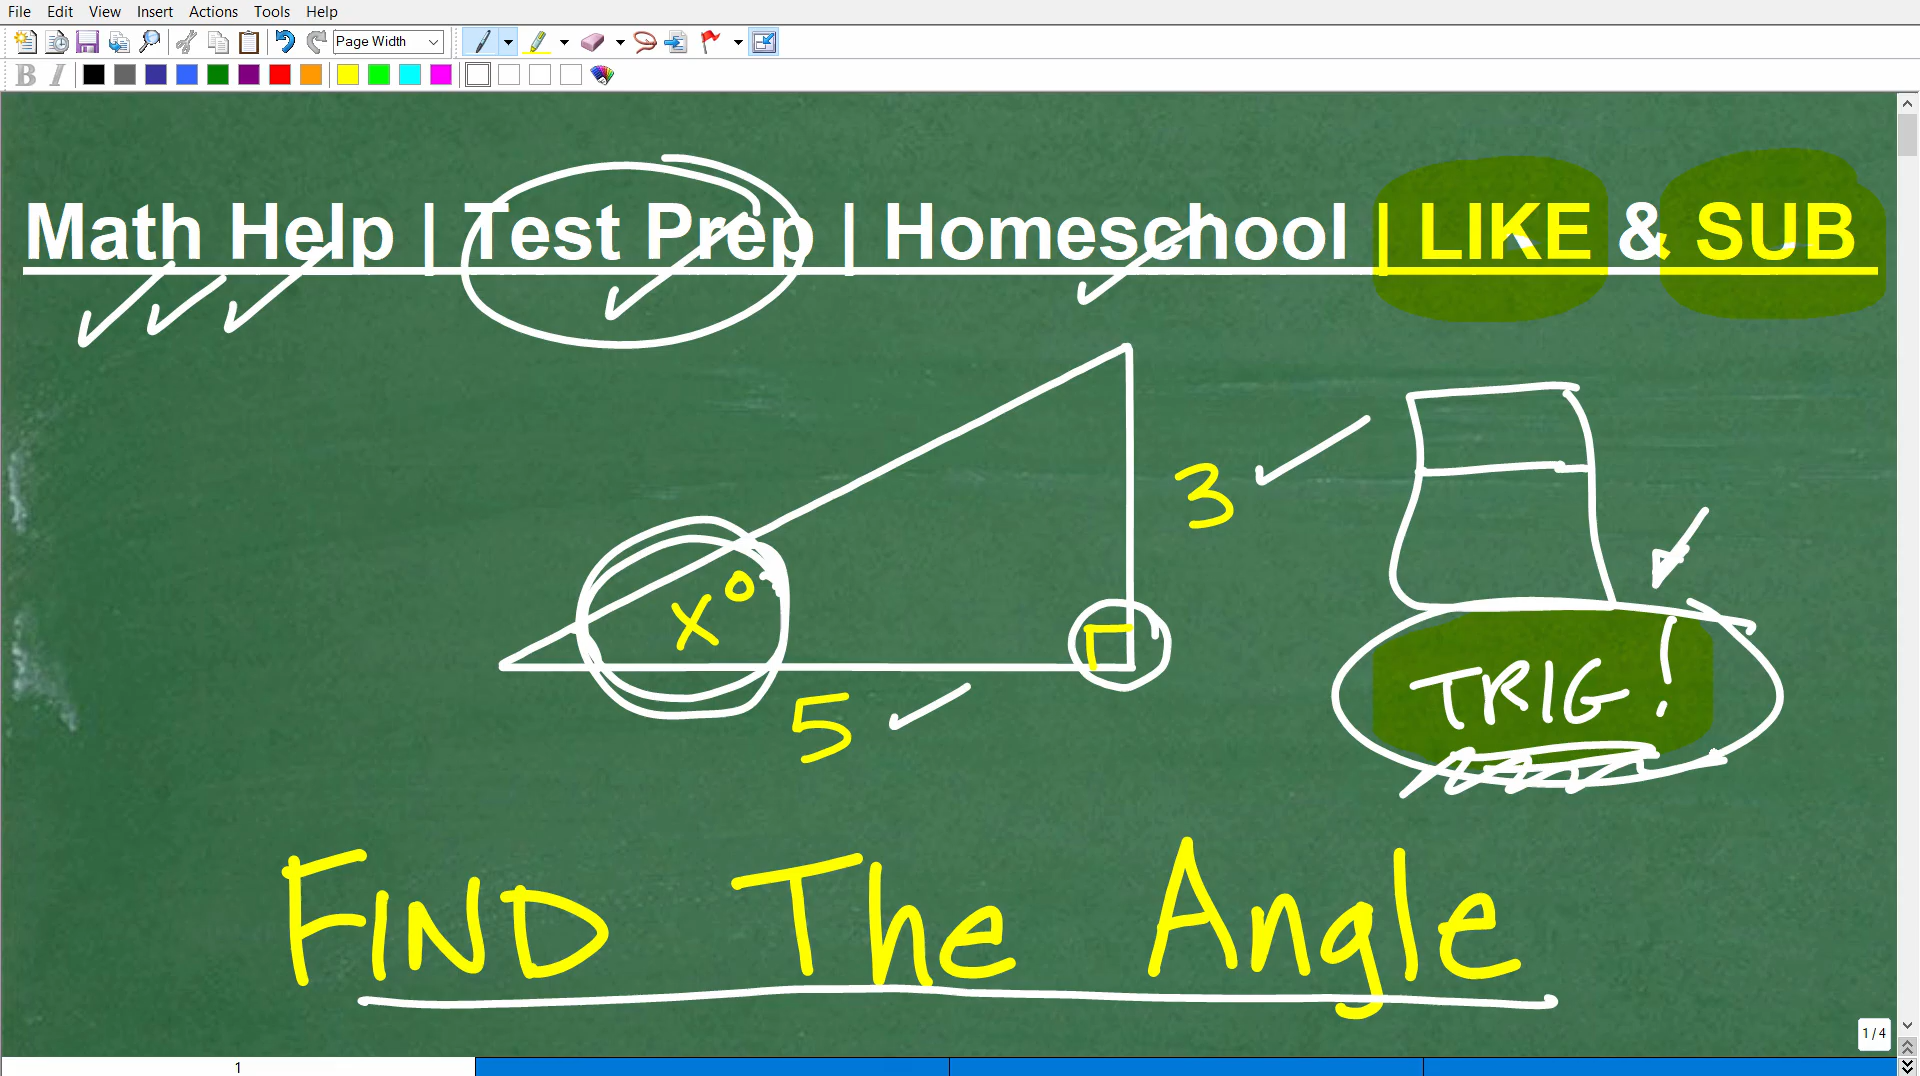 File Edit View Insert Actions Tools Help
Page Width
B I
Math Help | Test Prep | Homeschool | LIKE & SUB
3
x°
TRIG!
5
FIND The Angle
1 / 4
1